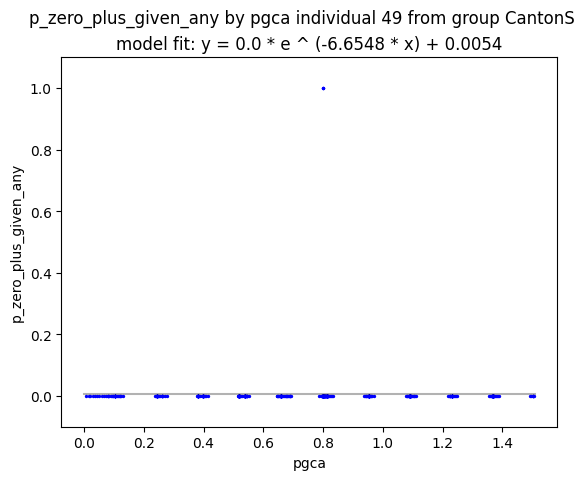 p_zero_plus_given_any by pgca individual 49 from group CantonS
model fit: y = 0.0 * e ^ (-6.6548 * x) + 0.0054
1.0
0.8
0.6
0.4
0.2
0.0
p_zero_plus_given_any
0.0 0.2 0.4 0.6 0.8 1.0 1.2 1.4
pgca